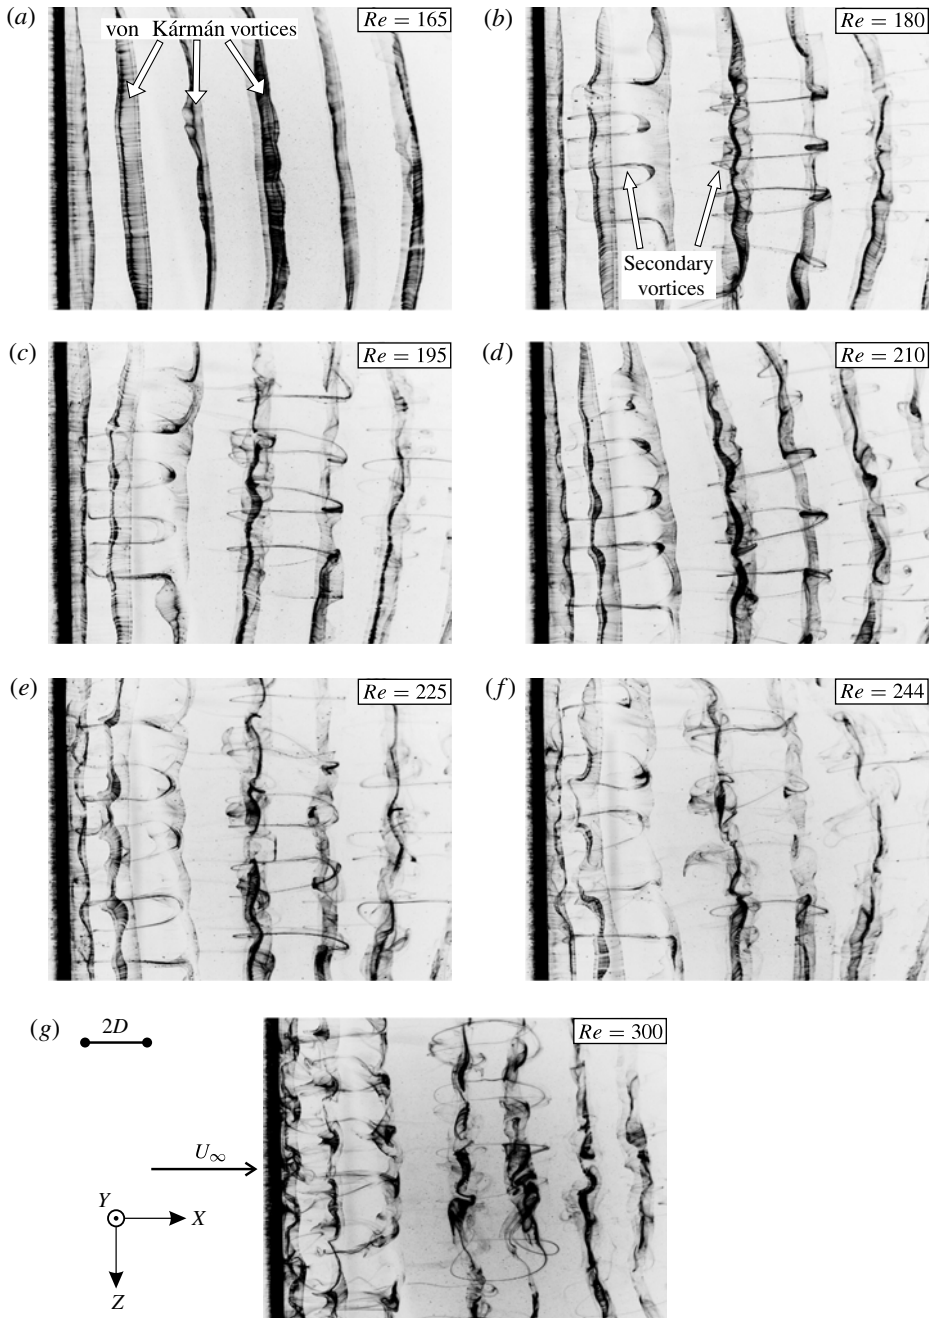 (a)
Re = 165
von Kármán vortices
(b)
Re = 180
Secondary
vortices
(c)
Re = 195
(d)
Re = 210
(e)
Re = 225
(f)
Re = 244
(g)
2D
Re = 300
U∞
Y
X
Z